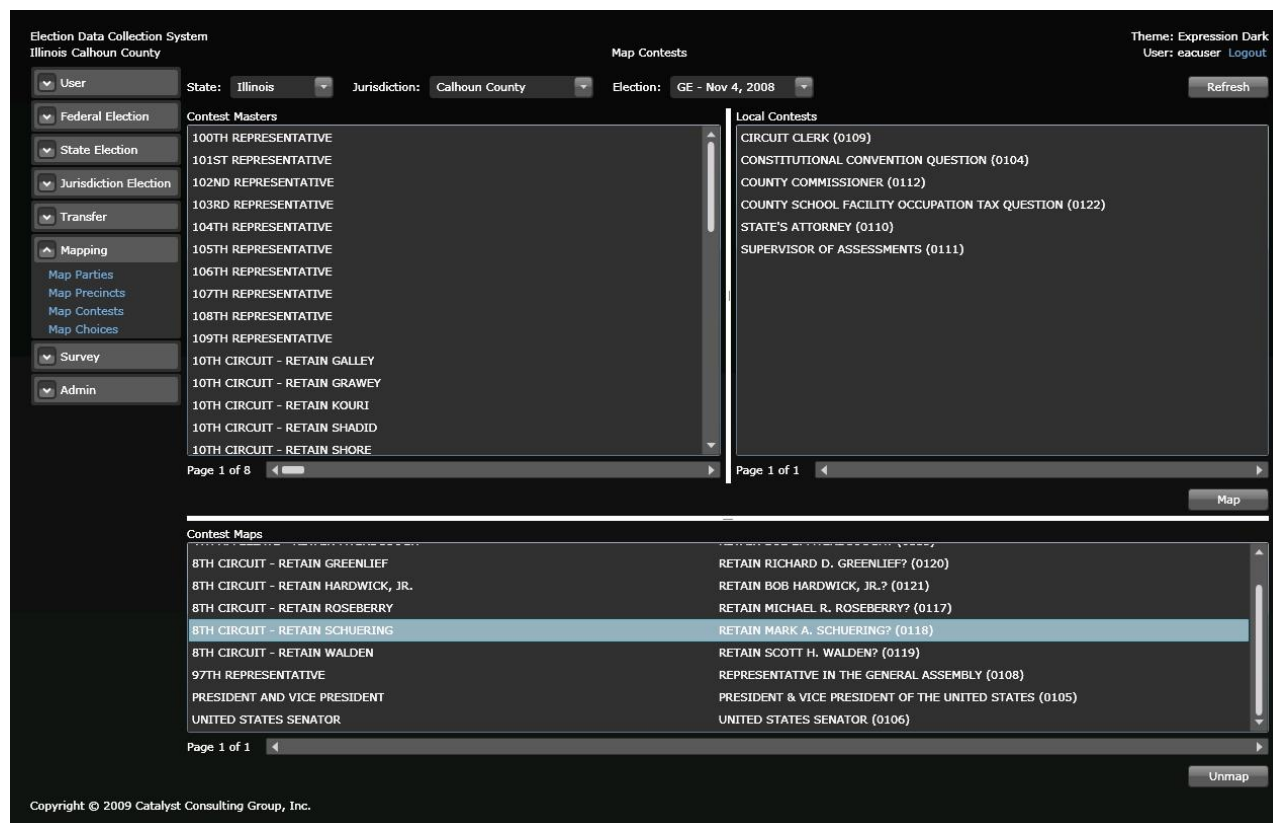 Election Data Collection System
Theme: Expression Dark
Illinois Calhoun County
Map Contests
User: eacuser Logout
User
State: Illinois Jurisdiction: Calhoun County Election: GE - Nov 4, 2008
Refresh
Federal Election
State Election
Jurisdiction Election
Transfer
Mapping
Map Parties
Map Precincts
Map Contests
Map Choices
Survey
Admin
Contest Masters
100TH REPRESENTATIVE
101ST REPRESENTATIVE
102ND REPRESENTATIVE
103RD REPRESENTATIVE
104TH REPRESENTATIVE
105TH REPRESENTATIVE
106TH REPRESENTATIVE
107TH REPRESENTATIVE
108TH REPRESENTATIVE
109TH REPRESENTATIVE
10TH CIRCUIT - RETAIN GALLEY
10TH CIRCUIT - RETAIN GRAWEY
10TH CIRCUIT - RETAIN KOURI
10TH CIRCUIT - RETAIN SHADID
10TH CIRCUIT - RETAIN SHORE
Page 1 of 8
Local Contests
CIRCUIT CLERK (0109)
CONSTITUTIONAL CONVENTION QUESTION (0104)
COUNTY COMMISSIONER (0112)
COUNTY SCHOOL FACILITY OCCUPATION TAX QUESTION (0122)
STATE'S ATTORNEY (0110)
SUPERVISOR OF ASSESSMENTS (0111)
Page 1 of 1
Map
Contest Maps
8TH CIRCUIT - RETAIN GREENLIEF RETAIN RICHARD D. GREENLIEF? (0120)
8TH CIRCUIT - RETAIN HARDWICK, JR. RETAIN BOB HARDWICK, JR.? (0121)
8TH CIRCUIT - RETAIN ROSEBERRY RETAIN MICHAEL R. ROSEBERRY? (0117)
8TH CIRCUIT - RETAIN SCHUERING RETAIN MARK A. SCHUERING? (0118)
8TH CIRCUIT - RETAIN WALDEN RETAIN SCOTT H. WALDEN? (0119)
97TH REPRESENTATIVE REPRESENTATIVE IN THE GENERAL ASSEMBLY (0108)
PRESIDENT AND VICE PRESIDENT PRESIDENT & VICE PRESIDENT OF THE UNITED STATES (0105)
UNITED STATES SENATOR UNITED STATES SENATOR (0106)
Page 1 of 1
Unmap
Copyright © 2009 Catalyst Consulting Group, Inc.